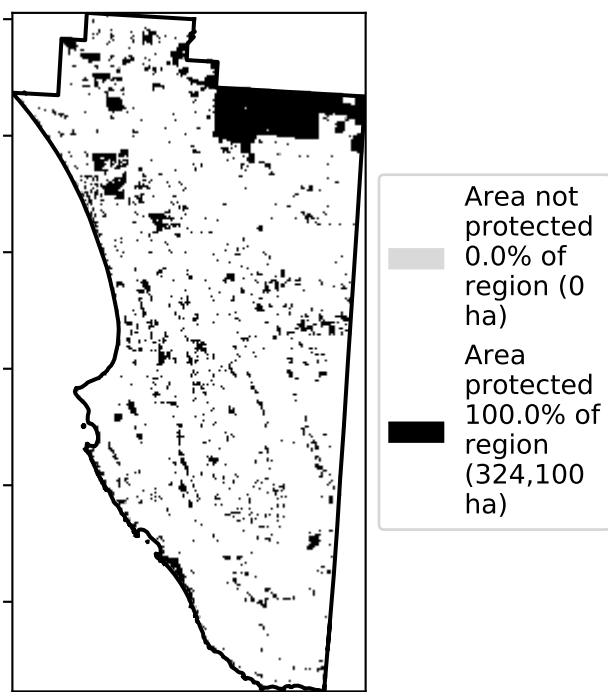 Area not
protected
0.0% of
region (0
ha)
Area
protected
100.0% of
region
(324,100
ha)